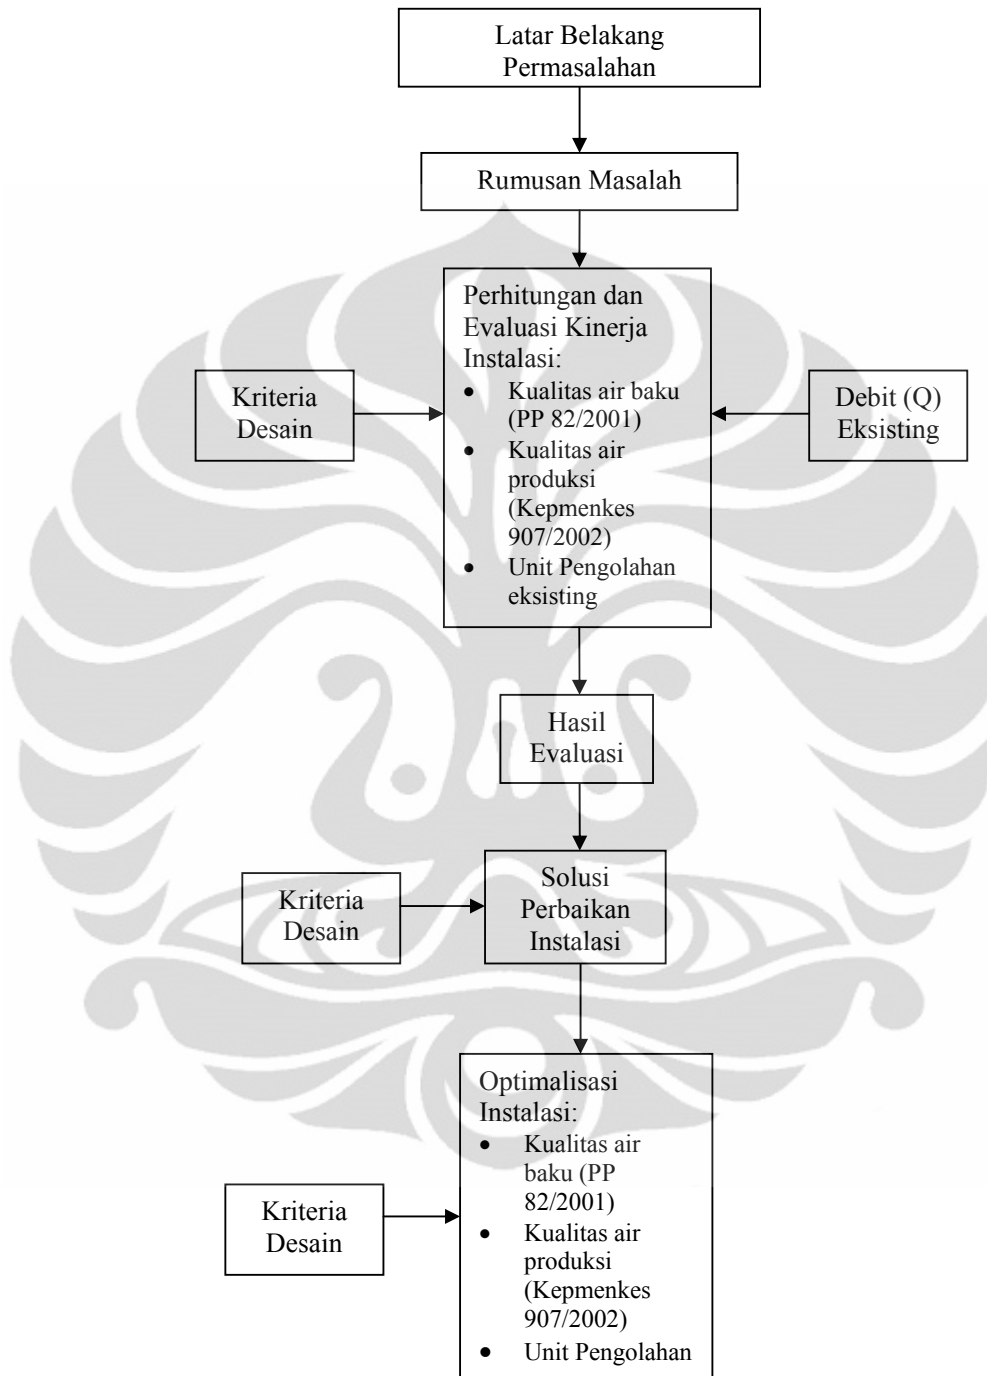 Latar Belakang
Permasalahan
Rumusan Masalah
Perhitungan dan
Evaluasi Kinerja
Instalasi:
• Kualitas air baku
(PP 82/2001)
• Kualitas air
produksi
(Kepmenkes
907/2002)
• Unit Pengolahan
eksisting
Kriteria
Desain
Debit (Q)
Eksisting
Hasil
Evaluasi
Kriteria
Desain
Solusi
Perbaikan
Instalasi
Optimalisasi
Instalasi:
• Kualitas air
baku (PP
82/2001)
• Kualitas air
produksi
(Kepmenkes
907/2002)
• Unit Pengolahan
Kriteria
Desain